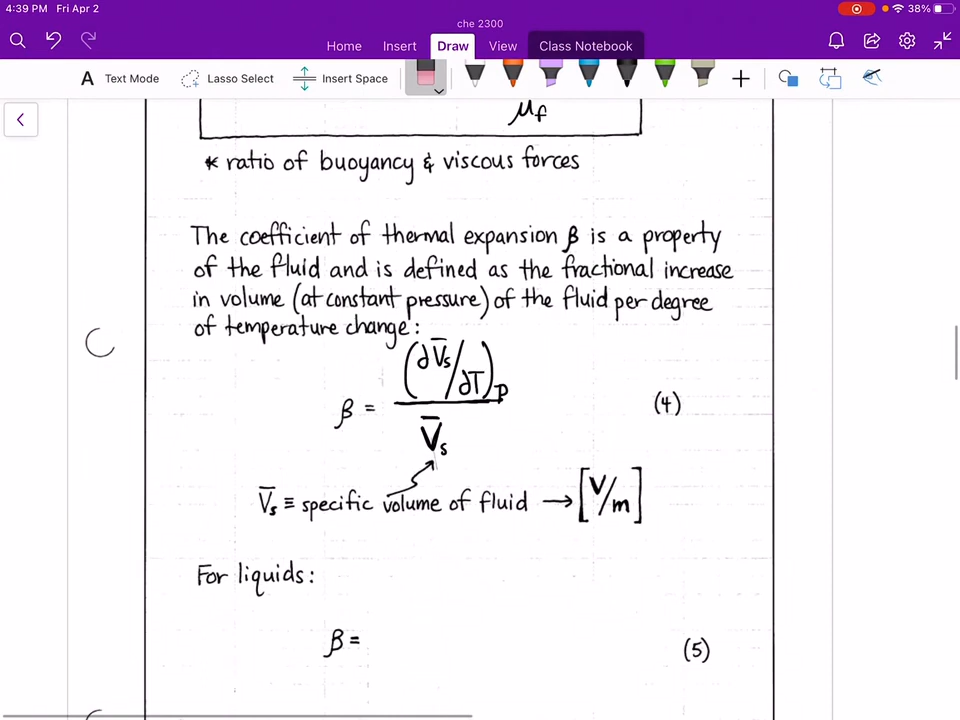 4:39 PM Fri Apr 2
38%
che 2300
Home Insert Draw View Class Notebook
A Text Mode Lasso Select Insert Space
μf
* ratio of buoyancy & viscous forces
The coefficient of thermal expansion β is a property
of the fluid and is defined as the fractional increase
in volume (at constant pressure) of the fluid per degree
of temperature change:
β = (∂V̄s/∂T)p / V̄s (4)
V̄s ≡ specific volume of fluid → [V/m]
For liquids:
β = (5)